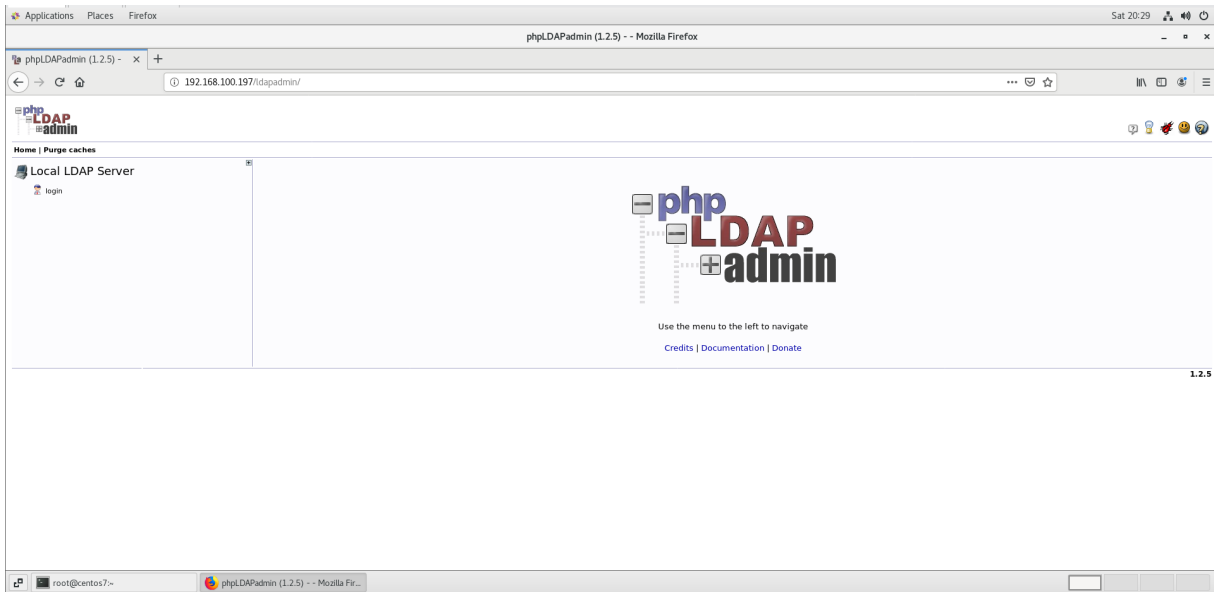 Applications Places Firefox Sat 20:29
phpLDAPadmin (1.2.5) - - Mozilla Firefox
phpLDAPadmin (1.2.5) -
192.168.100.197/ldapadmin/
php
LDAP
admin
Home | Purge caches
Local LDAP Server
login
php
LDAP
admin
Use the menu to the left to navigate
Credits | Documentation | Donate
1.2.5
root@centos7:~ phpLDAPadmin (1.2.5) - - Mozilla Fir...